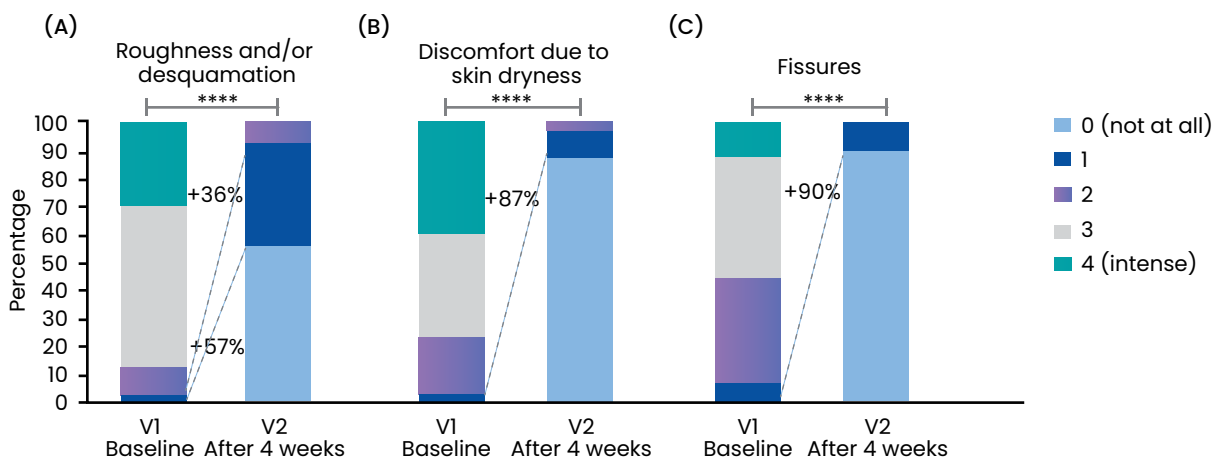 (A)
Roughness and/or
desquamation
****
(B)
Discomfort due to
skin dryness
****
(C)
Fissures
****
Percentage
100
90
80
70
60
50
40
30
20
10
0
+36%
+57%
+87%
+90%
V1
Baseline
V2
After 4 weeks
V1
Baseline
V2
After 4 weeks
V1
Baseline
V2
After 4 weeks
0 (not at all)
1
2
3
4 (intense)